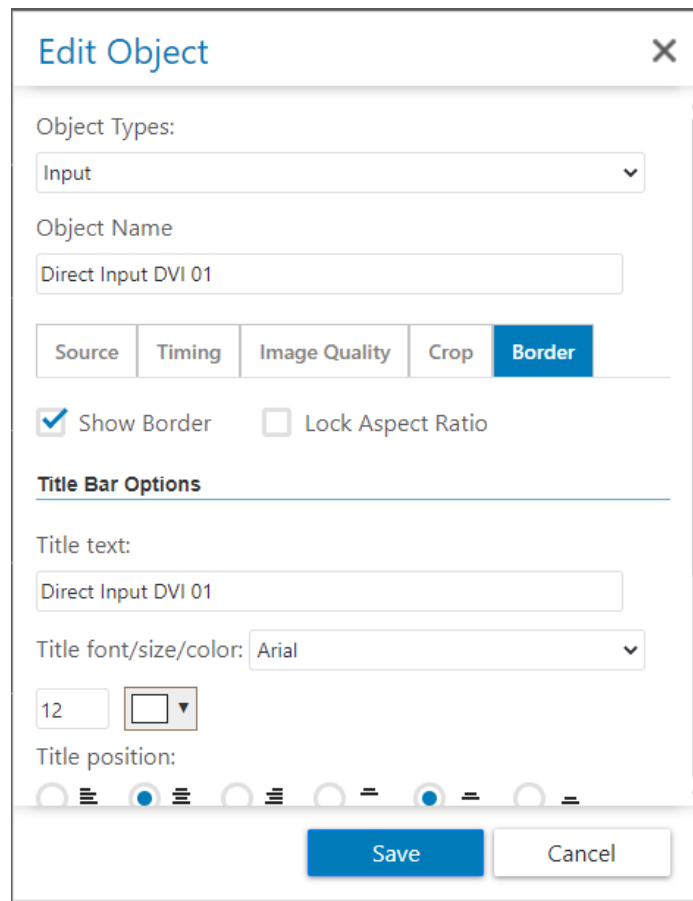 Edit Object
Object Types:
Input
Object Name
Direct Input DVI 01
Source Timing Image Quality Crop Border
Show Border Lock Aspect Ratio
Title Bar Options
Title text:
Direct Input DVI 01
Title font/size/color: Arial
12
Title position:
Save Cancel